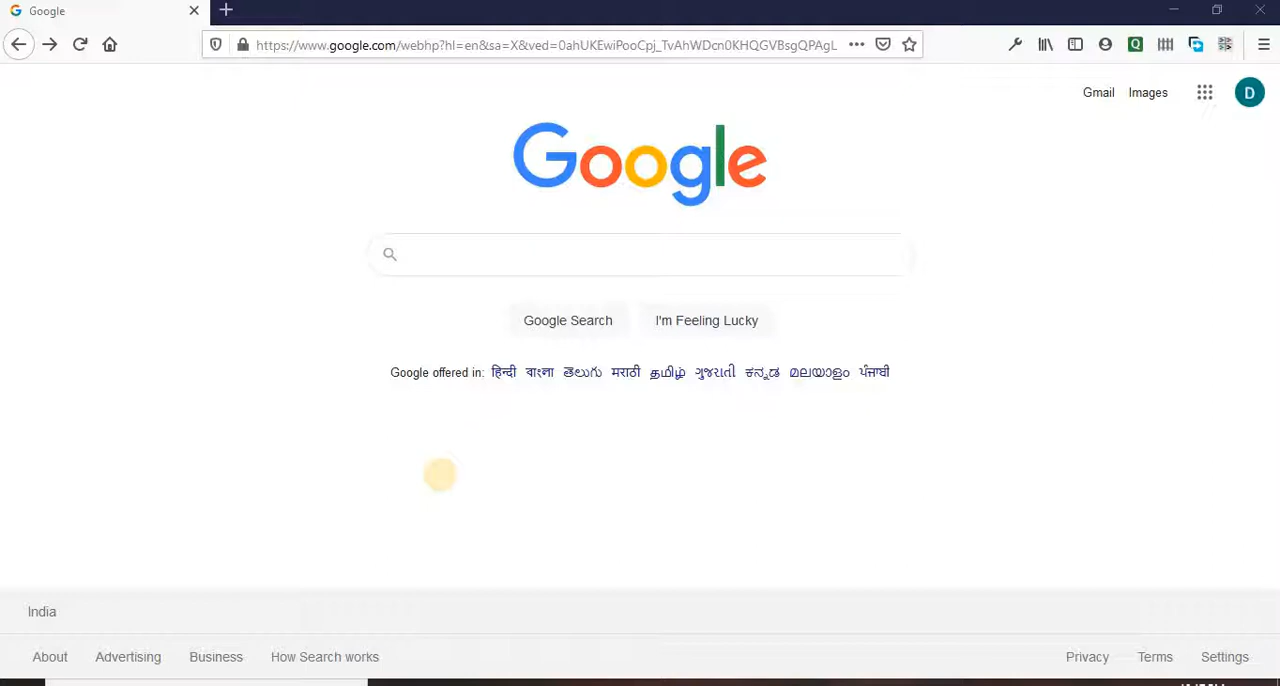 Google
https://www.google.com/webhp?hl=en&sa=X&ved=0ahUKEwiPooCpj_TvAhWDcn0KHQGVBsgQPAgL
Gmail Images D
Google
Google Search I'm Feeling Lucky
Google offered in: हिन्दी বাংলা తెలుగు मराठी தமிழ் ગુજરાતી ಕನ್ನಡ മലയാളം ਪੰਜਾਬੀ
India
About Advertising Business How Search works Privacy Terms Settings